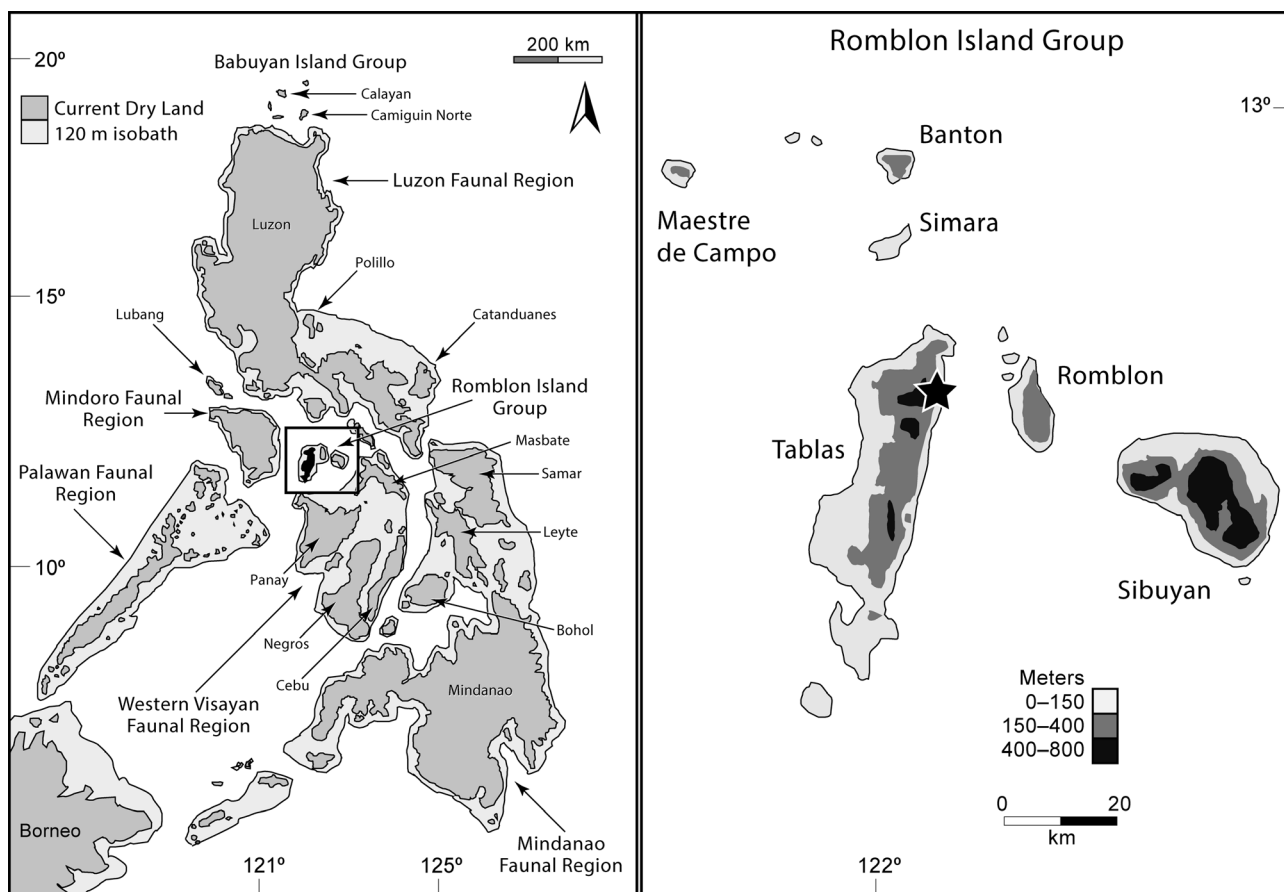 200 km
Babuyan Island Group
20º
Calayan
Current Dry Land
Camiguin Norte
120 m isobath
Luzon Faunal Region
Luzon
Polillo
15º
Lubang
Catanduanes
Romblon Island
Group
Mindoro Faunal
Region
Masbate
Palawan Faunal
Region
Samar
Leyte
10º
Panay
Negros
Bohol
Cebu
Mindanao
Western Visayan
Faunal Region
Borneo
Mindanao
Faunal Region
121º
125º
Romblon Island Group
13º
Banton
Maestre
de Campo
Simara
Romblon
Tablas
Sibuyan
Meters
0–150
150–400
400–800
0 20
km
122º